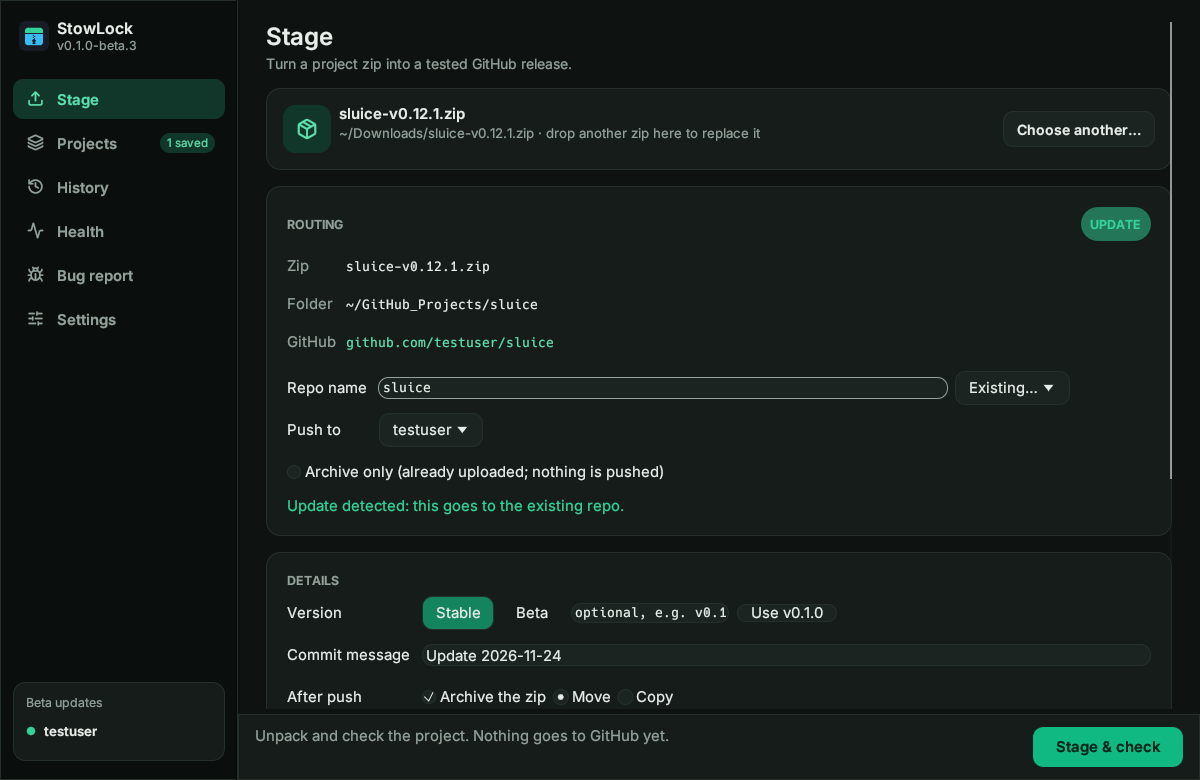 StowLock
v0.1.0-beta.3
Stage
Projects
1 saved
History
Health
Bug report
Settings
Beta updates
testuser
Stage
Turn a project zip into a tested GitHub release.
sluice-v0.12.1.zip
~/Downloads/sluice-v0.12.1.zip · drop another zip here to replace it
Choose another...
ROUTING
UPDATE
Zip sluice-v0.12.1.zip
Folder ~/GitHub_Projects/sluice
GitHub github.com/testuser/sluice
Repo name sluice Existing...
Push to testuser
Archive only (already uploaded; nothing is pushed)
Update detected: this goes to the existing repo.
DETAILS
Version Stable Beta optional, e.g. v0.1 Use v0.1.0
Commit message Update 2026-11-24
After push Archive the zip Move Copy
Unpack and check the project. Nothing goes to GitHub yet.
Stage & check